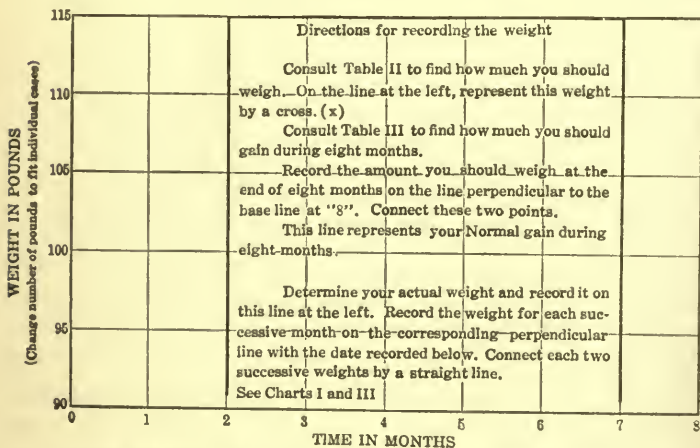 115
Directions for recording the weight
Consult Table II to find how much you should
110
weigh. On the line at the left, represent this weight
by a cross. (x)
Consult Table III to find how much you should
gain during eight months.
105
Record the amount you should weigh at the
end of eight months on the line perpendicular to the
base line at "8". Connect these two points.
This line represents your Normal gain during
100
eight months.
Determine your actual weight and record it on
this line at the left. Record the weight for each suc-
95
cessive month on the corresponding perpendicular
line with the date recorded below. Connect each two
successive weights by a straight line.
See Charts I and III
90
0 1 2 3 4 5 6 7 8
TIME IN MONTHS
WEIGHT IN POUNDS
(Change number of pounds to fit individual cases)